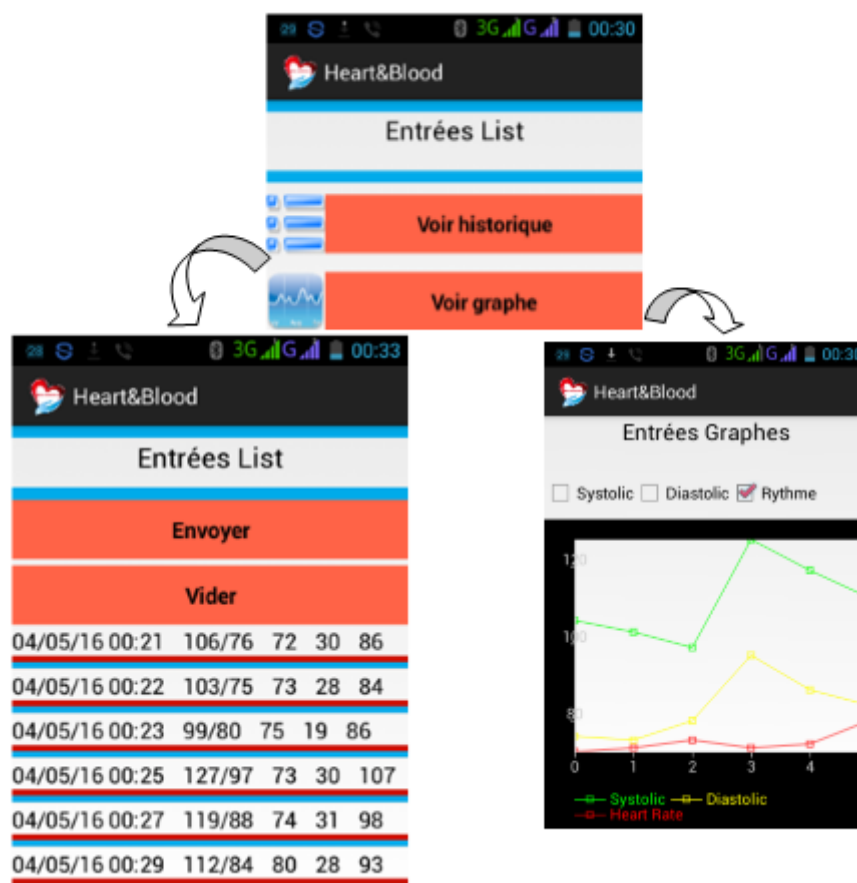 29 3G G 00:30
Heart&Blood
Entrées List
Voir historique
Voir graphe
28 3G G 00:33
Heart&Blood
Entrées List
Envoyer
Vider
04/05/16 00:21 106/76 72 30 86
04/05/16 00:22 103/75 73 28 84
04/05/16 00:23 99/80 75 19 86
04/05/16 00:25 127/97 73 30 107
04/05/16 00:27 119/88 74 31 98
04/05/16 00:29 112/84 80 28 93
29 3G G 00:30
Heart&Blood
Entrées Graphes
Systolic Diastolic Rythme
120
100
80
0 1 2 3 4
Systolic Diastolic
Heart Rate